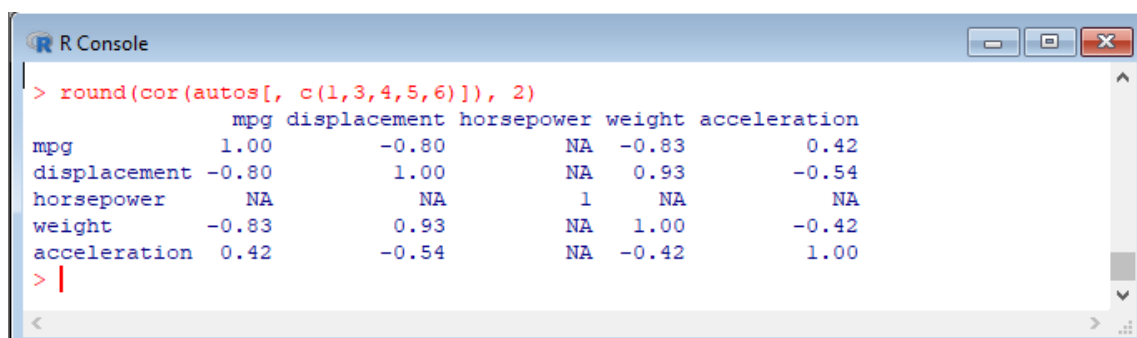 R R Console
> round(cor(autos[, c(1,3,4,5,6)]), 2)
mpg displacement horsepower weight acceleration
mpg 1.00 -0.80 NA -0.83 0.42
displacement -0.80 1.00 NA 0.93 -0.54
horsepower NA NA 1 NA NA
weight -0.83 0.93 NA 1.00 -0.42
acceleration 0.42 -0.54 NA -0.42 1.00
>